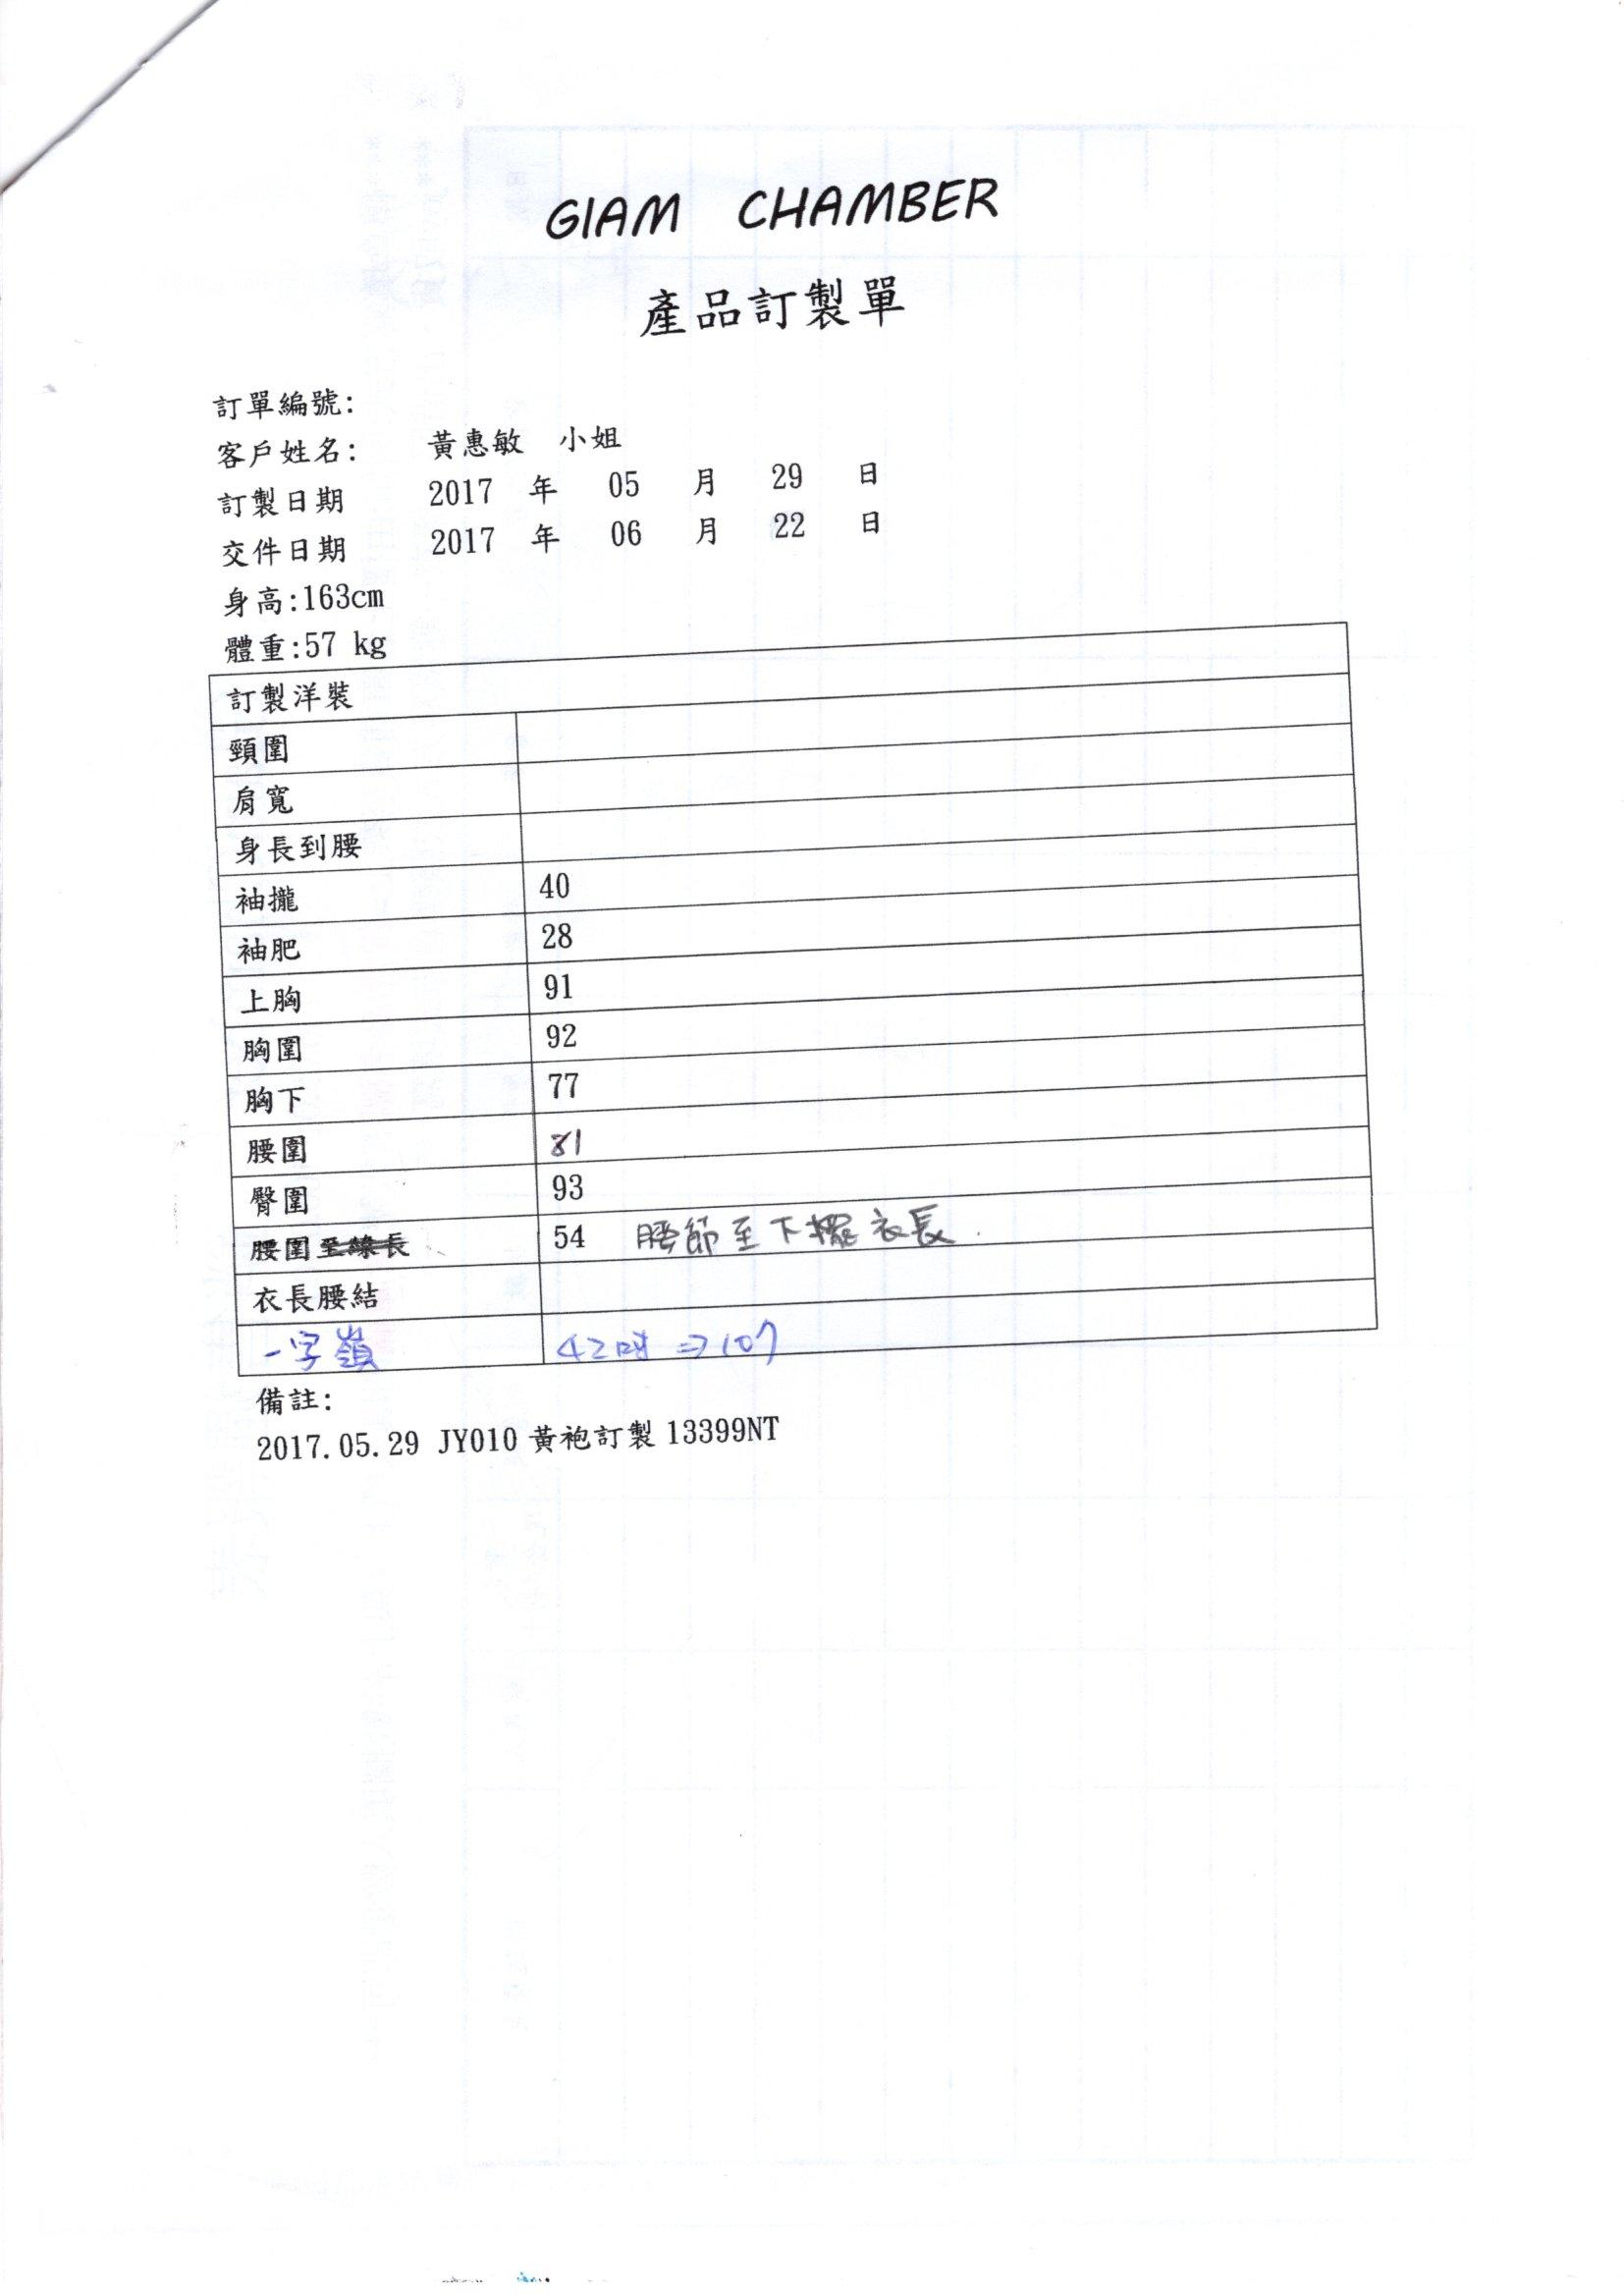 GIAM CHAMBER
產品訂製單
訂單編號:
客戶姓名: 黃惠敏 小姐
訂製日期 2017 年 05 月 29 日
交件日期 2017 年 06 月 22 日
身高:163cm
體重:57 kg
訂製洋裝
頸圍
肩寬
身長到腰
袖攏 40
袖肥 28
上胸 91
胸圍 92
胸下 77
腰圍 81
臀圍 93
腰圍至線長 54 腰節至下擺衣長
衣長腰結
一字嶺 42吋 ⇒ 107
備註:
2017.05.29 JY010 黃袍訂製 13399NT